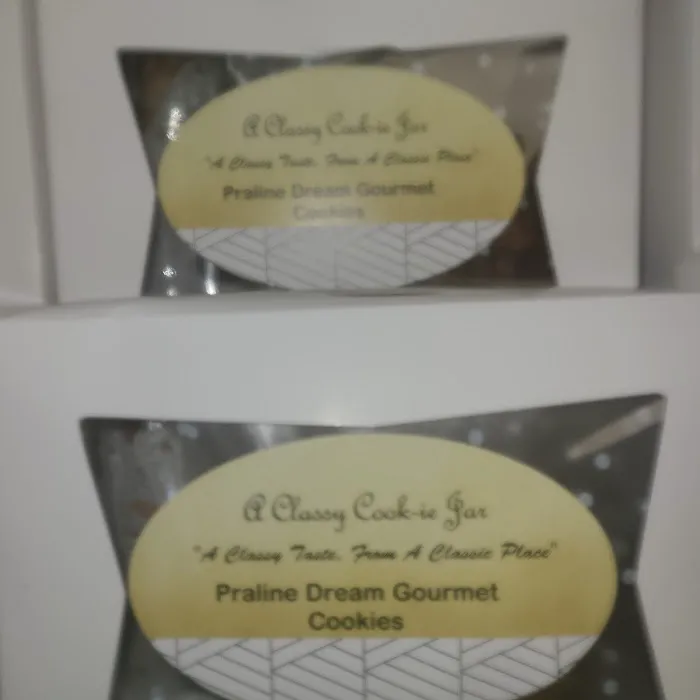 A Classy Cook-ie Jar
"A Classy Taste, From A Classic Place"
Praline Dream Gourmet
Cookies
A Classy Cook-ie Jar
"A Classy Taste, From A Classic Place"
Praline Dream Gourmet
Cookies